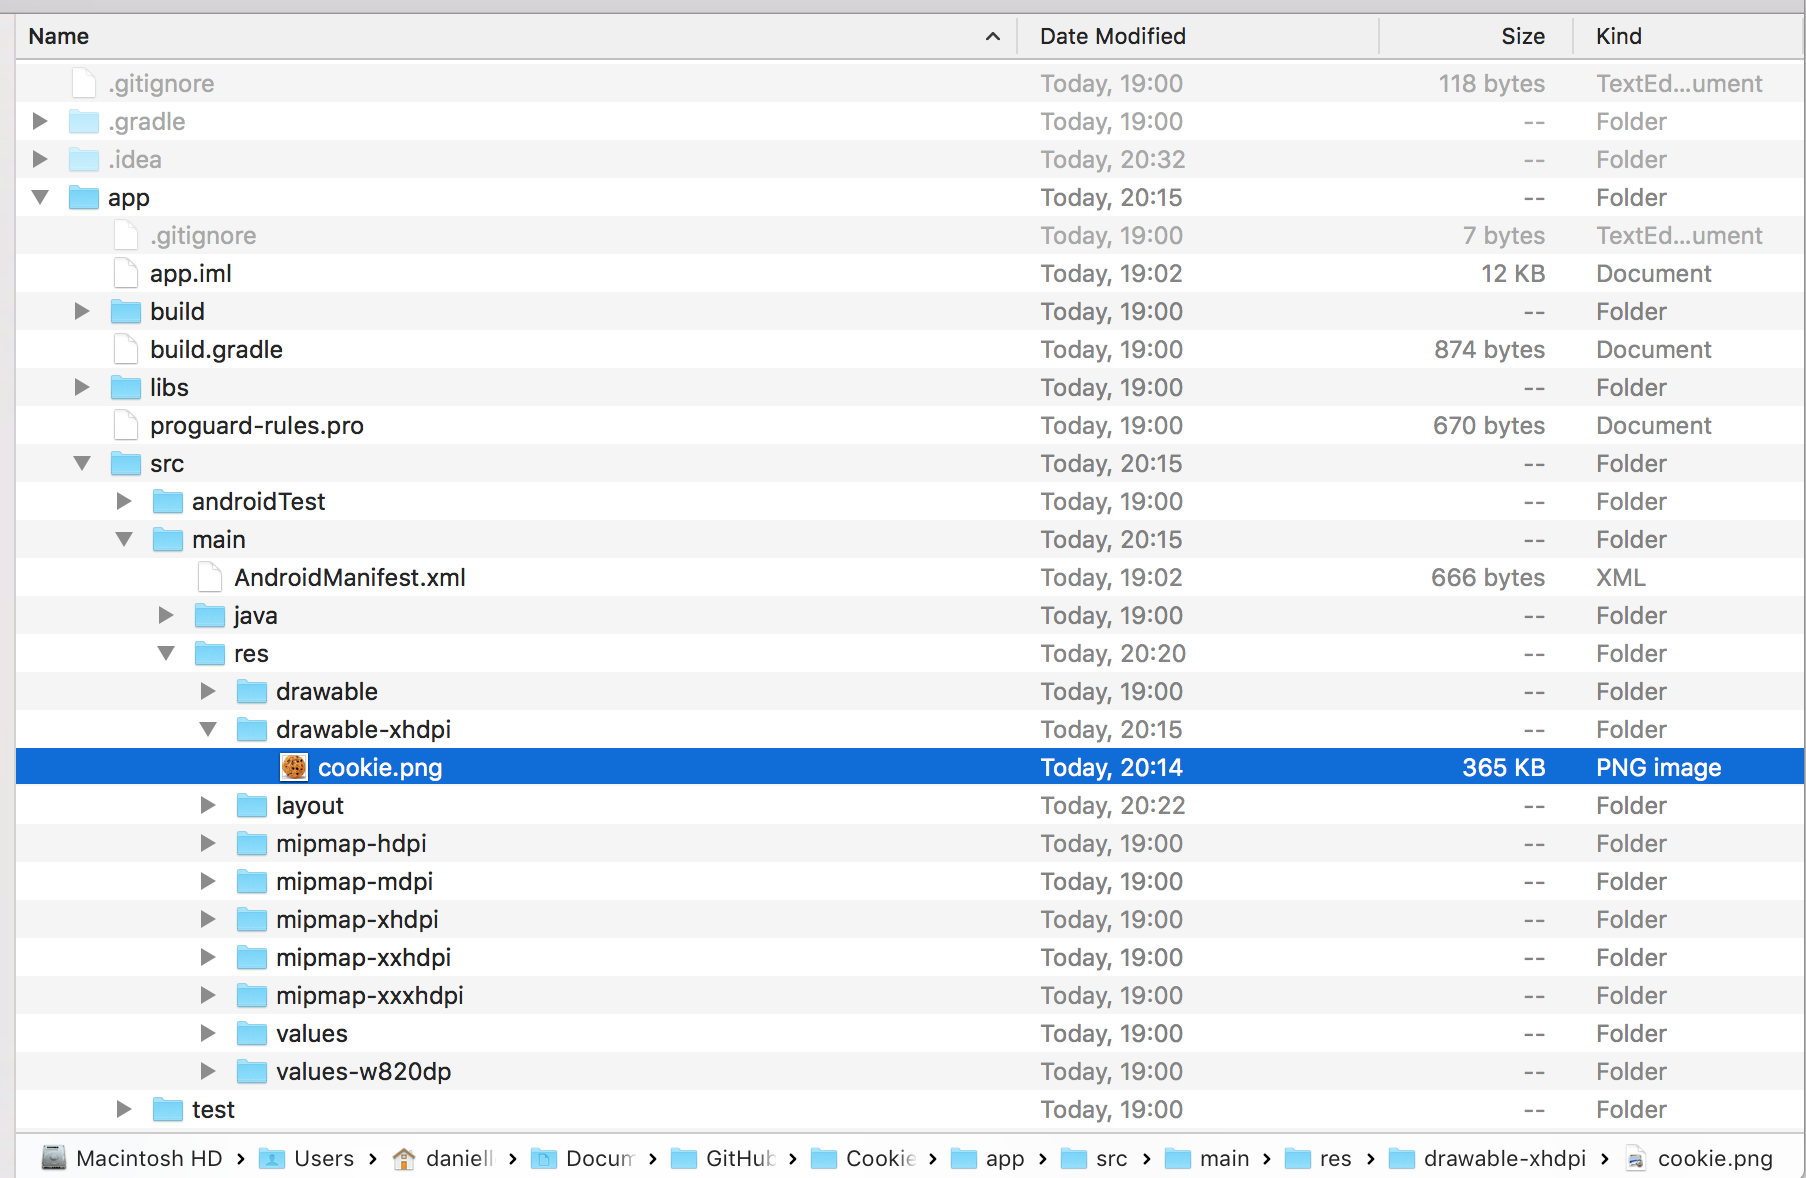 Name Date Modified Size Kind
.gitignore Today, 19:00 118 bytes TextEd...ument
.gradle Today, 19:00 -- Folder
.idea Today, 20:32 -- Folder
app Today, 20:15 -- Folder
.gitignore Today, 19:00 7 bytes TextEd...ument
app.iml Today, 19:02 12 KB Document
build Today, 19:00 -- Folder
build.gradle Today, 19:00 874 bytes Document
libs Today, 19:00 -- Folder
proguard-rules.pro Today, 19:00 670 bytes Document
src Today, 20:15 -- Folder
androidTest Today, 19:00 -- Folder
main Today, 20:15 -- Folder
AndroidManifest.xml Today, 19:02 666 bytes XML
java Today, 19:00 -- Folder
res Today, 20:20 -- Folder
drawable Today, 19:00 -- Folder
drawable-xhdpi Today, 20:15 -- Folder
cookie.png Today, 20:14 365 KB PNG image
layout Today, 20:22 -- Folder
mipmap-hdpi Today, 19:00 -- Folder
mipmap-mdpi Today, 19:00 -- Folder
mipmap-xhdpi Today, 19:00 -- Folder
mipmap-xxhdpi Today, 19:00 -- Folder
mipmap-xxxhdpi Today, 19:00 -- Folder
values Today, 19:00 -- Folder
values-w820dp Today, 19:00 -- Folder
test Today, 19:00 -- Folder
Macintosh HD › Users › daniell › Docum › GitHub › Cookie › app › src › main › res › drawable-xhdpi › cookie.png